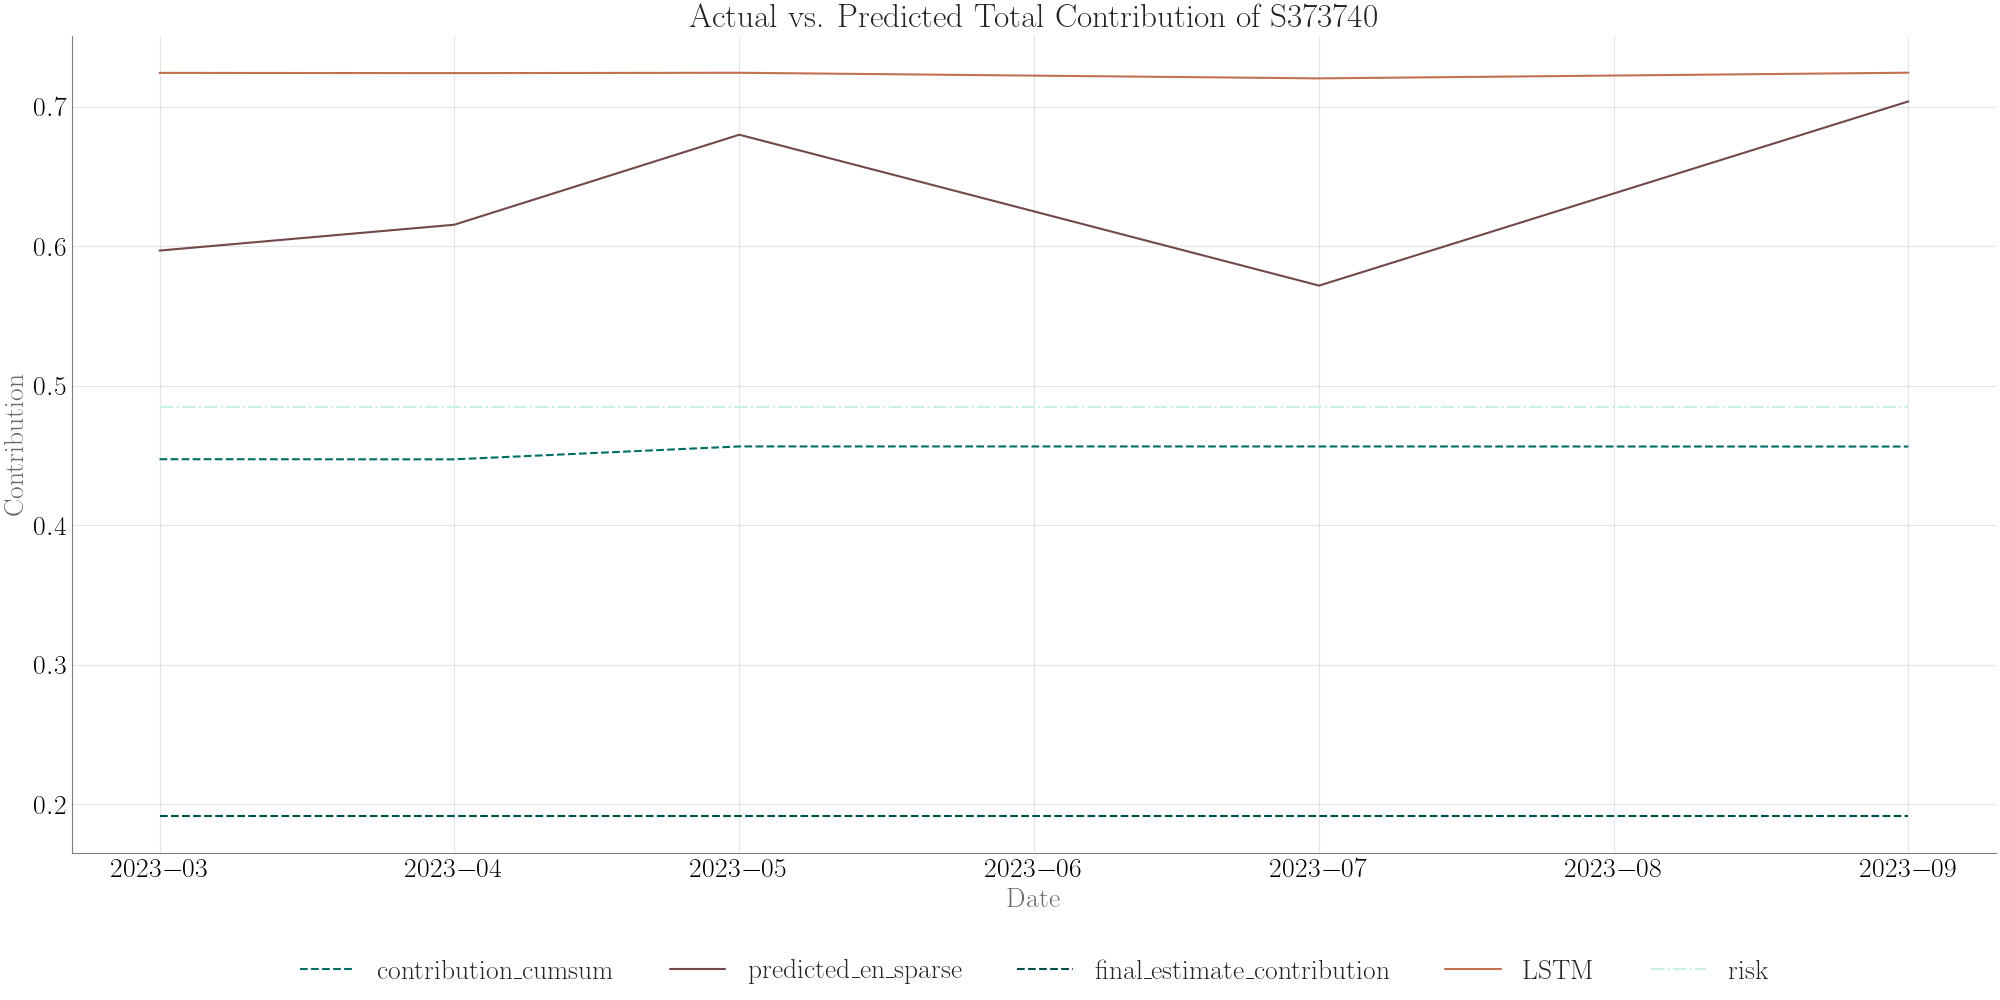 Actual vs. Predicted Total Contribution of S373740
Contribution
0.7
0.6
0.5
0.4
0.3
0.2
2023−03 2023−04 2023−05 2023−06 2023−07 2023−08 2023−09
Date
contribution_cumsum predicted_en_sparse final_estimate_contribution LSTM risk